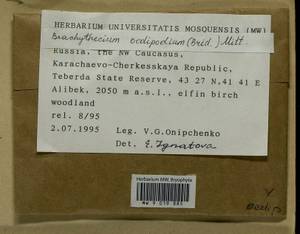 HERBARIUM UNIVERSITATIS MOSQUENSIS (MW)
Brachythecium oedipodium (Brid.) Mitt.
Russia, the NW Caucasus,
Karachaevo-Cherkesskaya Republic,
Teberda State Reserve, 43 27 N.41 41 E
Alibek, 2050 m a.s.l., elfin birch
woodland
rel. 8/95
2.07.1995 Leg. V.G.Onipchenko
Det. E. Ignatova
Herbarium MW, Bryophyta